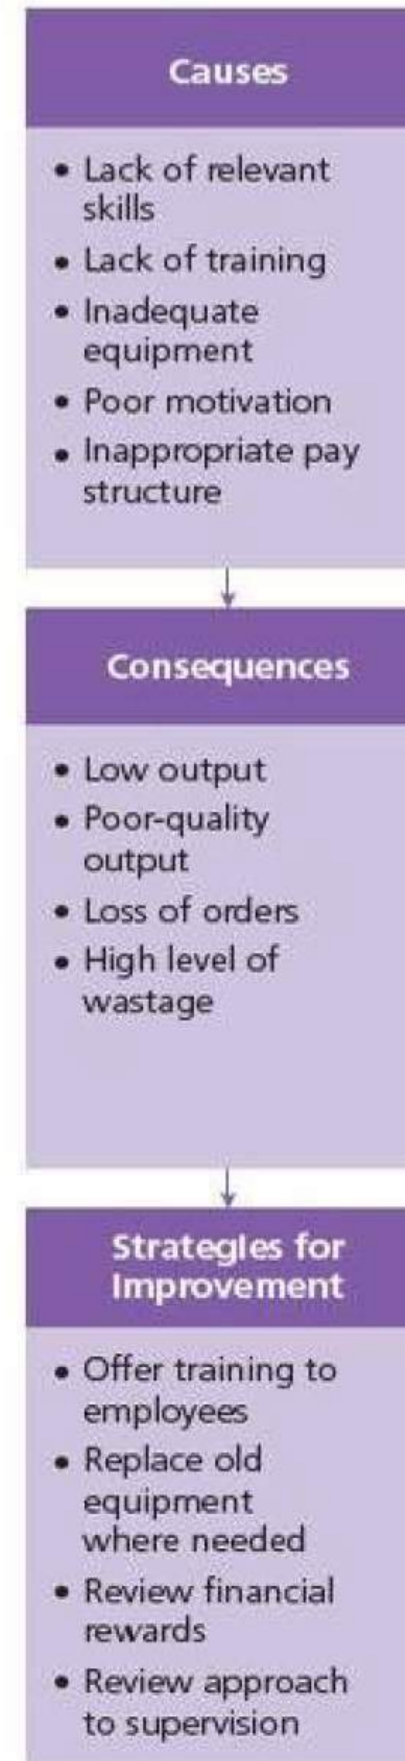 Causes
• Lack of relevant
skills
• Lack of training
• Inadequate
equipment
• Poor motivation
• Inappropriate pay
structure
Consequences
• Low output
• Poor-quality
output
• Loss of orders
• High level of
wastage
Strategies for
Improvement
• Offer training to
employees
• Replace old
equipment
where needed
• Review financial
rewards
• Review approach
to supervision